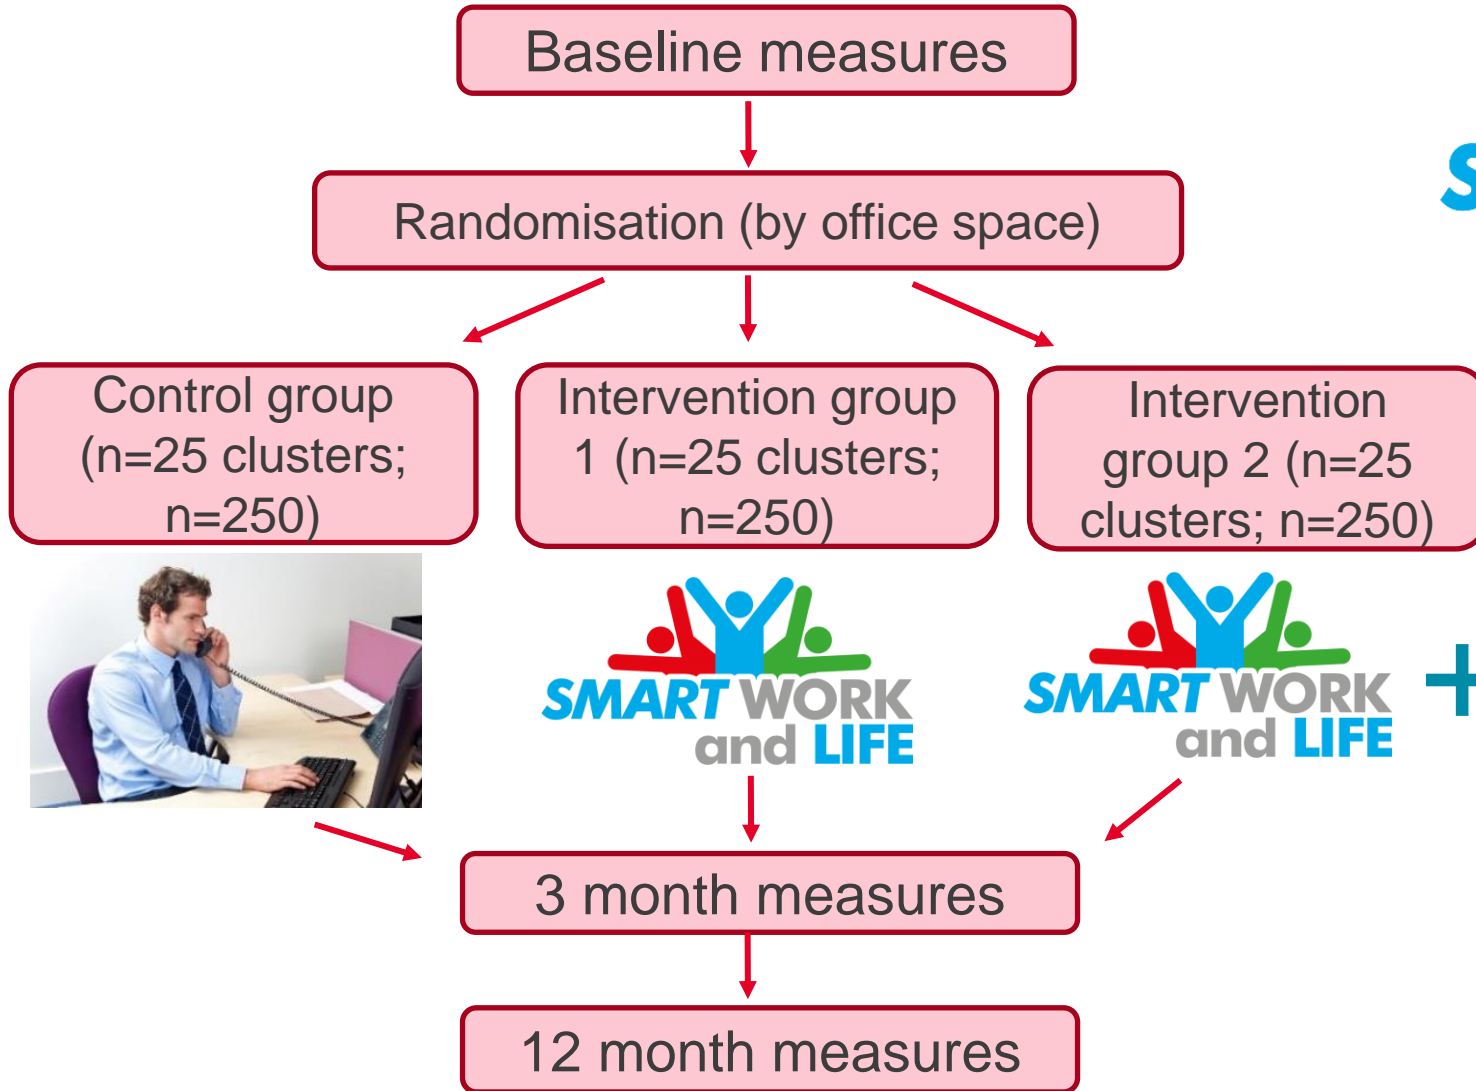 Baseline measures
Randomisation (by office space)
Control group
(n=25 clusters;
n=250)
Intervention group
1 (n=25 clusters;
n=250)
Intervention
group 2 (n=25
clusters; n=250)
SMART WORK
and LIFE
SMART WORK
and LIFE
+
3 month measures
12 month measures